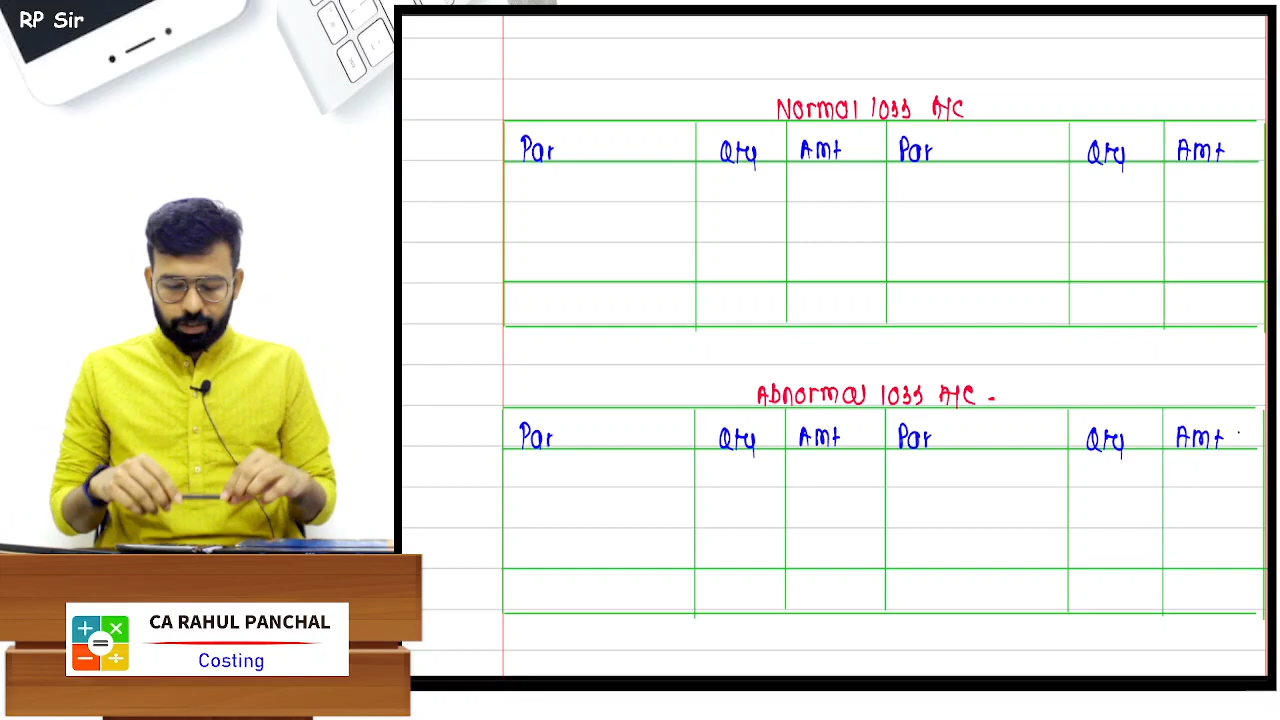 RP Sir
Normal loss A/C
Par Qty Amt Par Qty Amt
Abnormal loss A/C -
Par Qty Amt Par Qty Amt
CA RAHUL PANCHAL
Costing